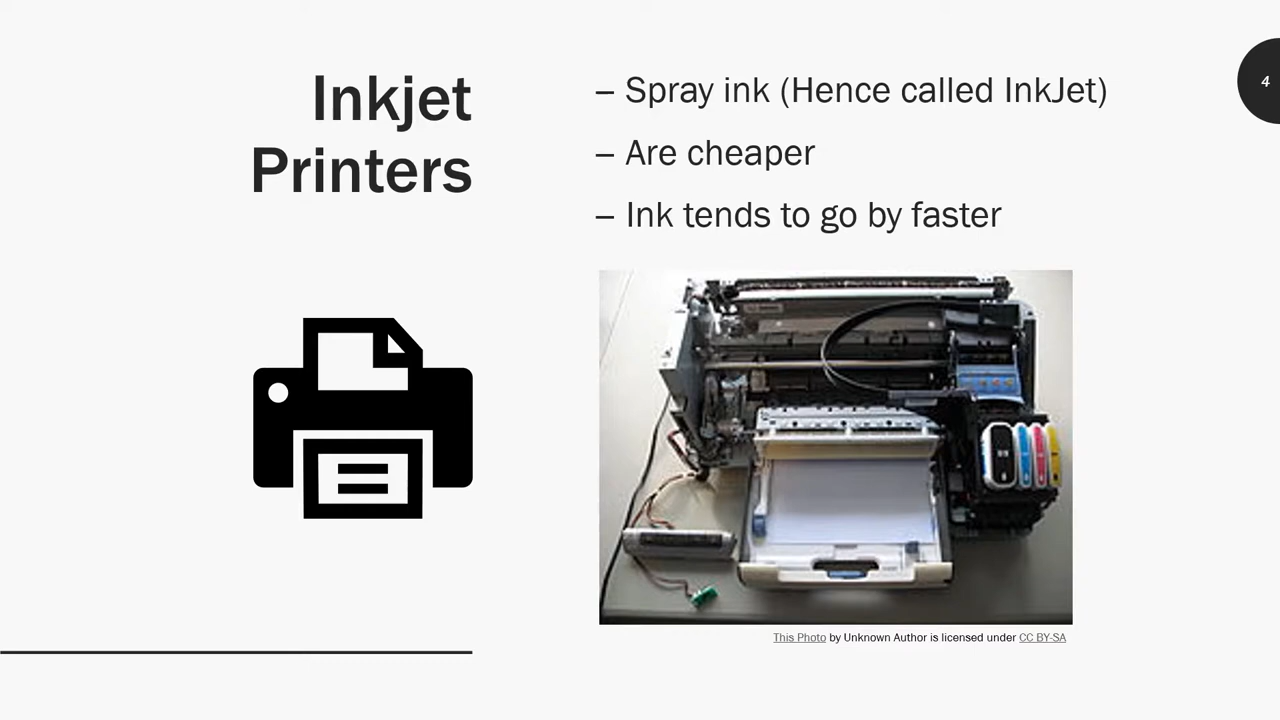 Inkjet
Printers
– Spray ink (Hence called InkJet)
– Are cheaper
– Ink tends to go by faster
4
This Photo by Unknown Author is licensed under CC BY-SA